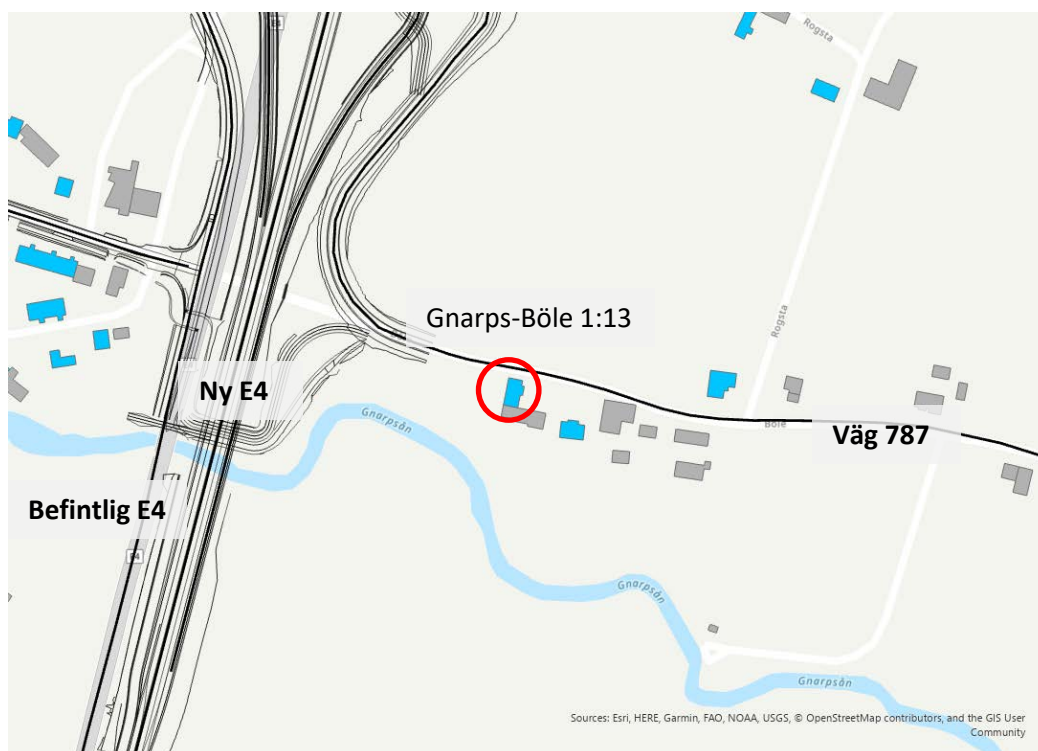 E4
Rogsta
Gnarps-Böle 1:13
Rogsta
Ny E4
Gnarpsån
Böle
Väg 787
Befintlig E4
E4
Gnarpsån
Gnarpsån
Sources: Esri, HERE, Garmin, FAO, NOAA, USGS, © OpenStreetMap contributors, and the GIS User
Community